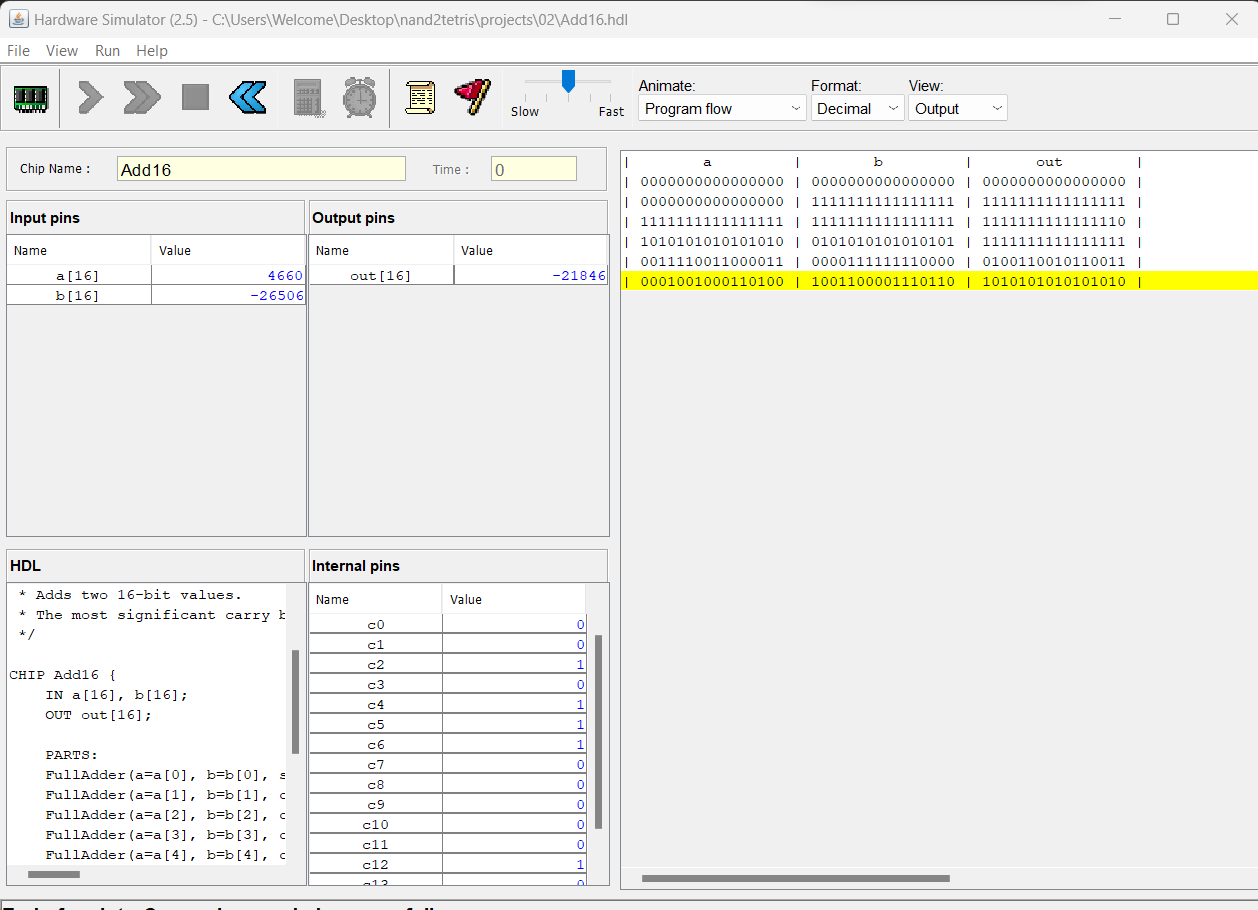 Hardware Simulator (2.5) - C:\Users\Welcome\Desktop\nand2tetris\projects\02\Add16.hdl
File View Run Help
Slow Fast
Animate: Format: View:
Program flow Decimal Output
Chip Name : Add16 Time : 0
Input pins
Name Value
a[16] 4660
b[16] -26506
Output pins
Name Value
out[16] -21846
HDL
* Adds two 16-bit values.
* The most significant carry b
*/
CHIP Add16 {
IN a[16], b[16];
OUT out[16];
PARTS:
FullAdder(a=a[0], b=b[0], s
FullAdder(a=a[1], b=b[1], c
FullAdder(a=a[2], b=b[2], c
FullAdder(a=a[3], b=b[3], c
FullAdder(a=a[4], b=b[4], c
Internal pins
Name Value
c0 0
c1 0
c2 1
c3 0
c4 1
c5 1
c6 1
c7 0
c8 0
c9 0
c10 0
c11 0
c12 1
c13 0
| a | b | out |
| 0000000000000000 | 0000000000000000 | 0000000000000000 |
| 0000000000000000 | 1111111111111111 | 1111111111111111 |
| 1111111111111111 | 1111111111111111 | 1111111111111110 |
| 1010101010101010 | 0101010101010101 | 1111111111111111 |
| 0011110011000011 | 0000111111110000 | 0100110010110011 |
| 0001001000110100 | 1001100001110110 | 1010101010101010 |